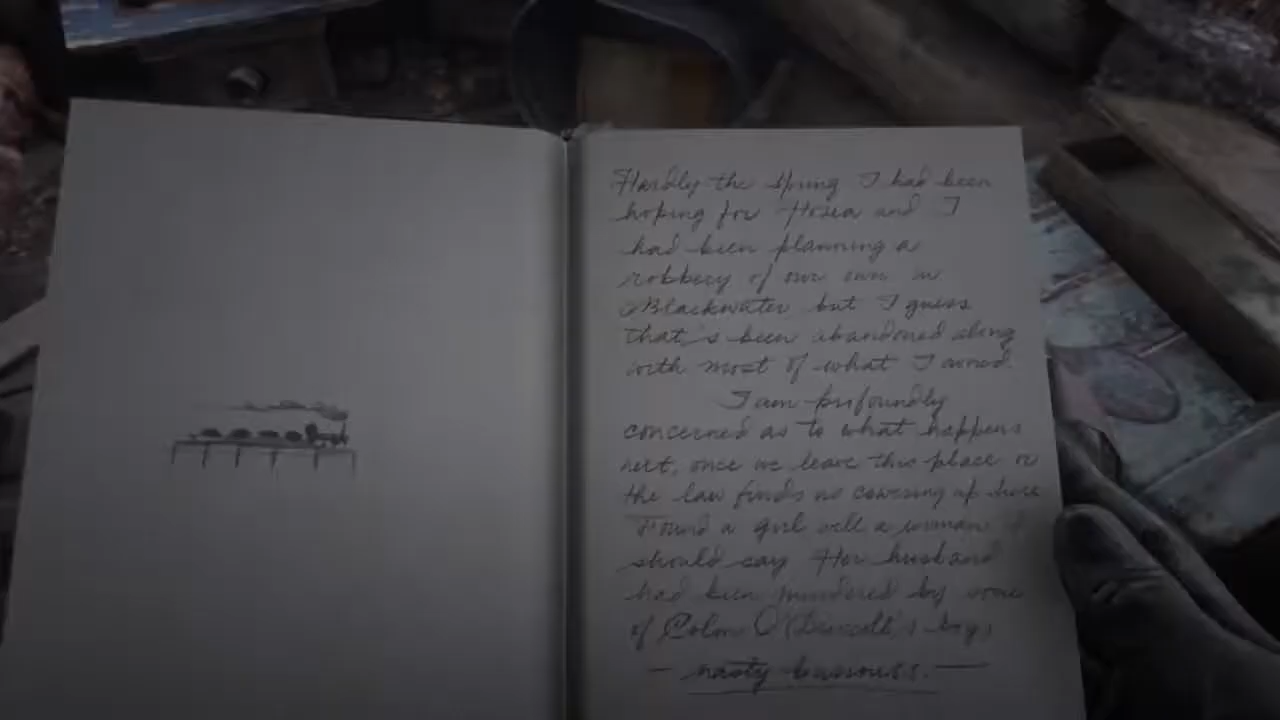 Hardly the Spring I had been
hoping for Hosea and I
had been planning a
robbery of our own in
Blackwater but I guess
that's been abandoned along
with most of what I owned.
I am profoundly
concerned as to what happens
next, once we leave this place or
the law finds us cowering up here
Found a girl well a woman I
should say Her husband
had been murdered by some
of Colm O'Driscoll's boys
— nasty business. —